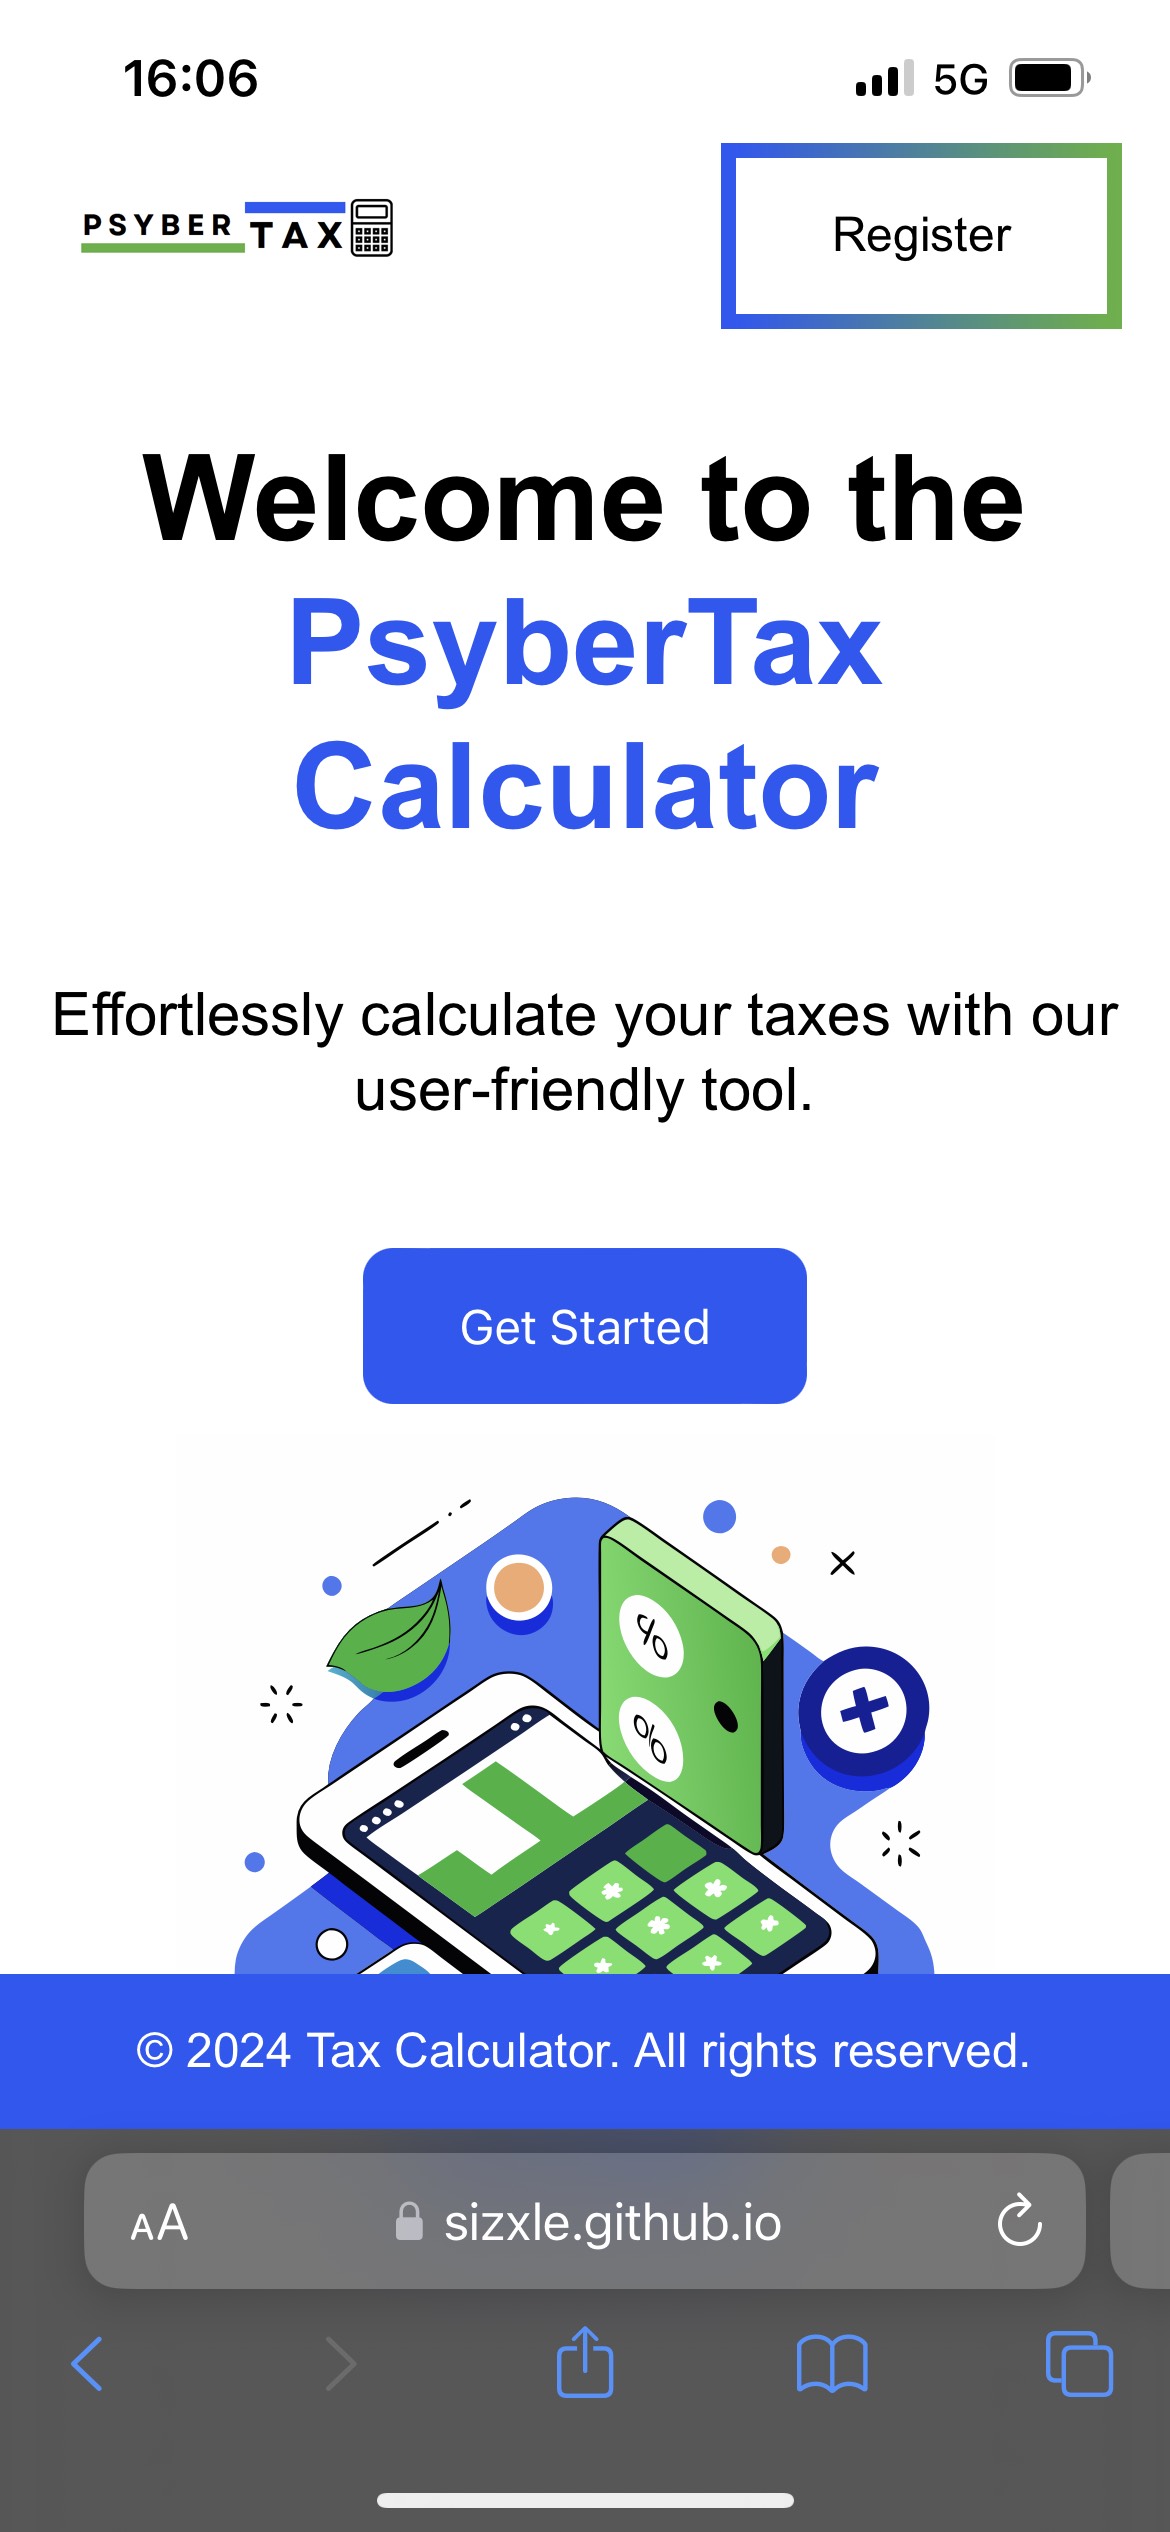 16:06
5G
PSYBER TAX
Register
Welcome to the
PsyberTax
Calculator
Effortlessly calculate your taxes with our
user-friendly tool.
Get Started
%
%
© 2024 Tax Calculator. All rights reserved.
AA
sizxle.github.io